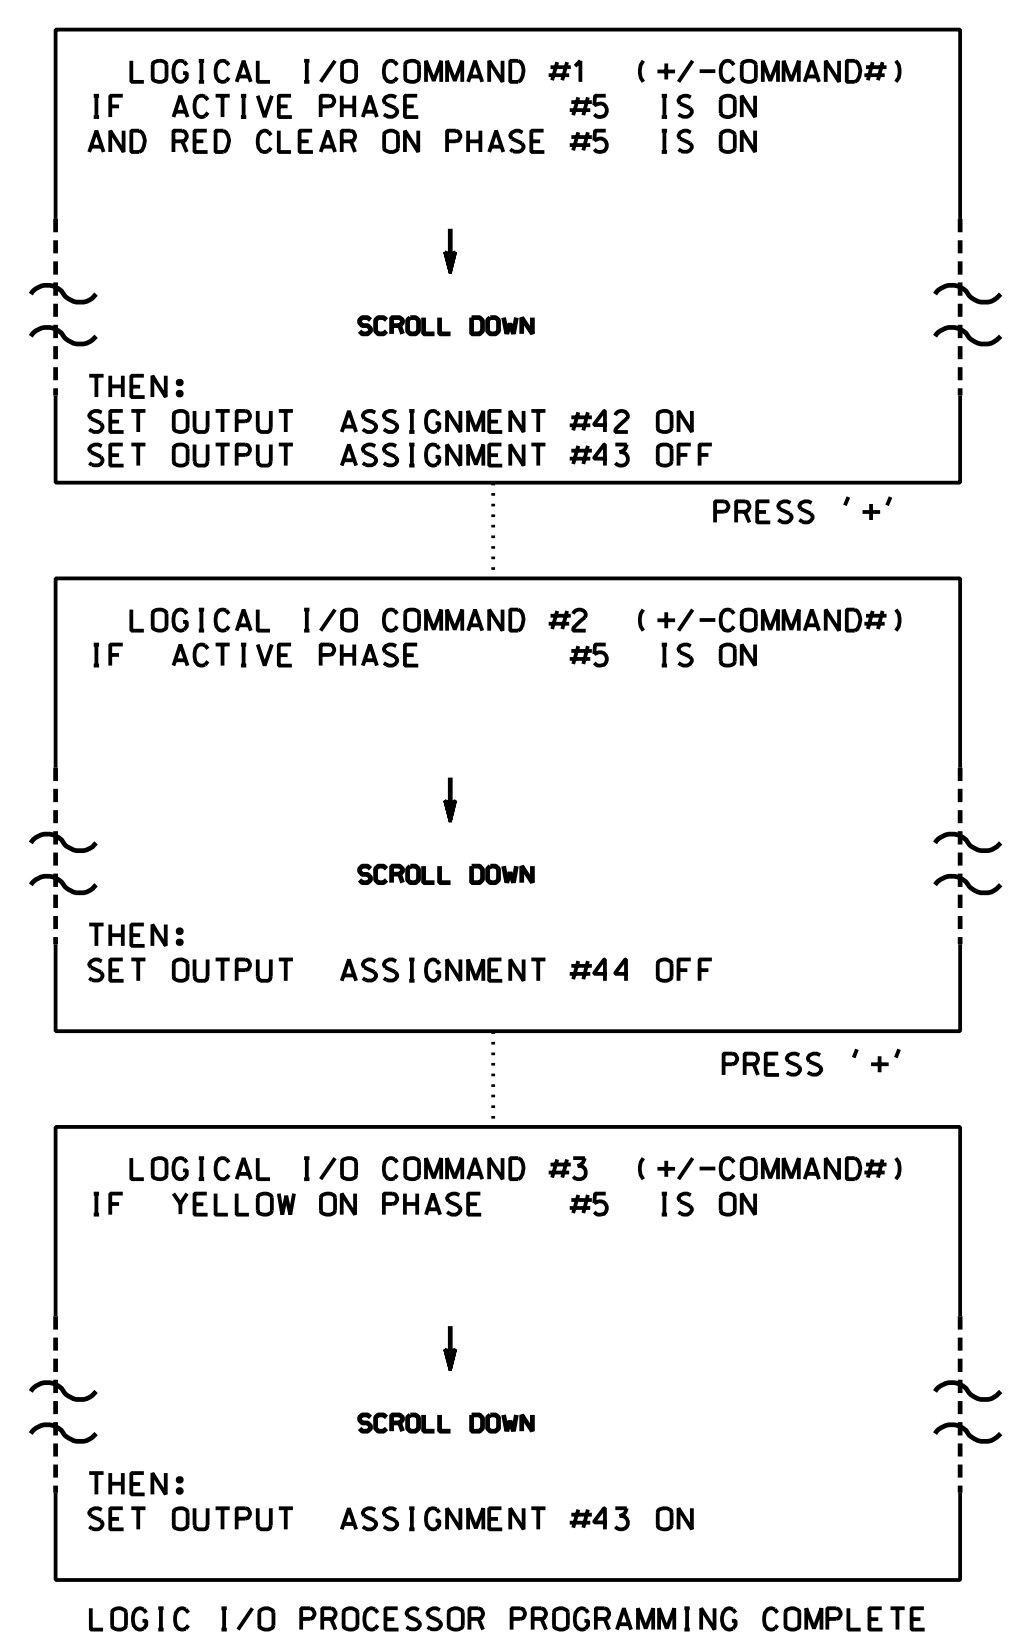 LOGICAL I/O COMMAND #1 (+/-COMMAND#)
IF ACTIVE PHASE #5 IS ON
AND RED CLEAR ON PHASE #5 IS ON
SCROLL DOWN
THEN:
SET OUTPUT ASSIGNMENT #42 ON
SET OUTPUT ASSIGNMENT #43 OFF
PRESS '+'
LOGICAL I/O COMMAND #2 (+/-COMMAND#)
IF ACTIVE PHASE #5 IS ON
SCROLL DOWN
THEN:
SET OUTPUT ASSIGNMENT #44 OFF
PRESS '+'
LOGICAL I/O COMMAND #3 (+/-COMMAND#)
IF YELLOW ON PHASE #5 IS ON
SCROLL DOWN
THEN:
SET OUTPUT ASSIGNMENT #43 ON
LOGIC I/O PROCESSOR PROGRAMMING COMPLETE